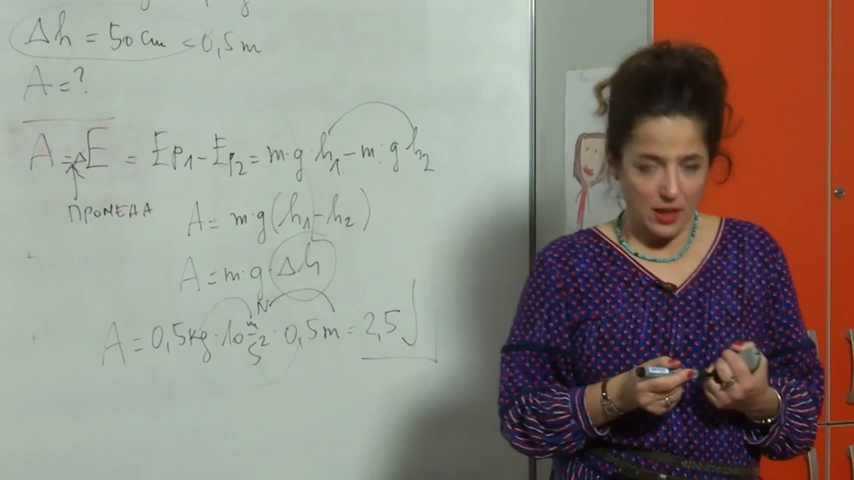 Δh = 50 cm = 0,5 m
A = ?
A = ΔE = Ep1 - Ep2 = m·g·h1 - m·g·h2
ПРОМЕНА
A = m·g(h1 - h2)
A = m·g·Δh
N
A = 0,5 kg · 10 m/s2 · 0,5 m = 2,5 J